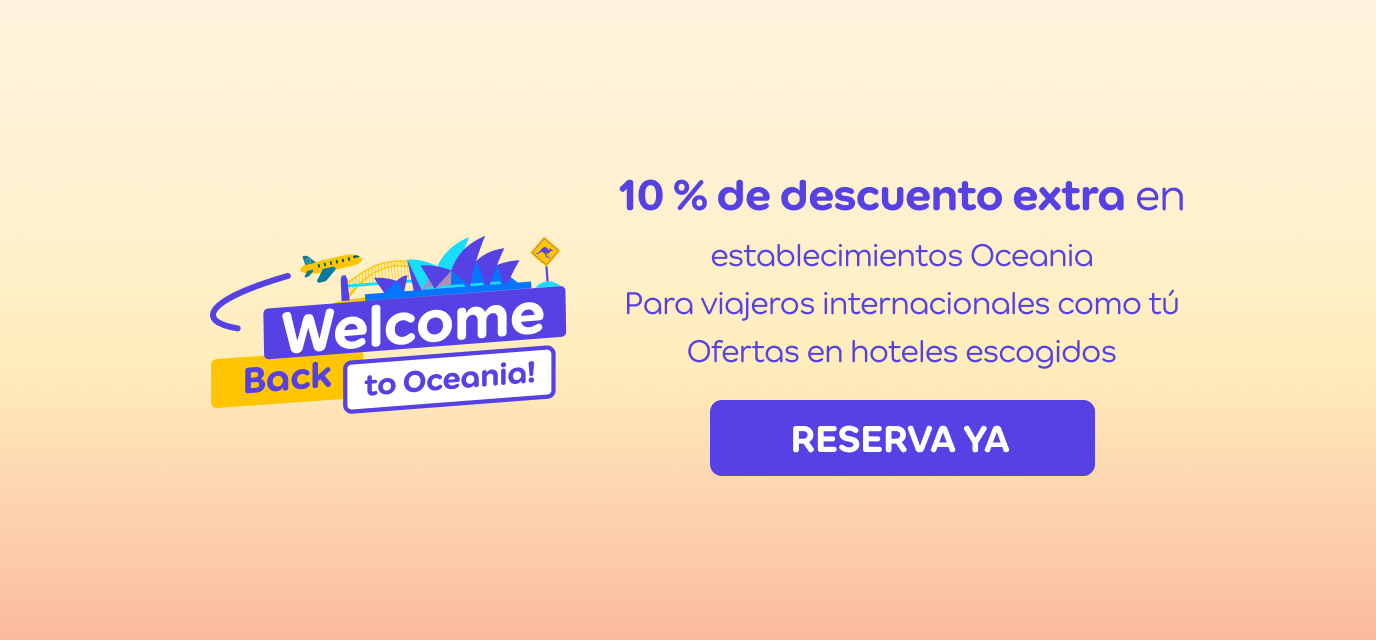 Welcome
Back
to Oceania!
10 % de descuento extra en
establecimientos Oceania
Para viajeros internacionales como tú
Ofertas en hoteles escogidos
RESERVA YA